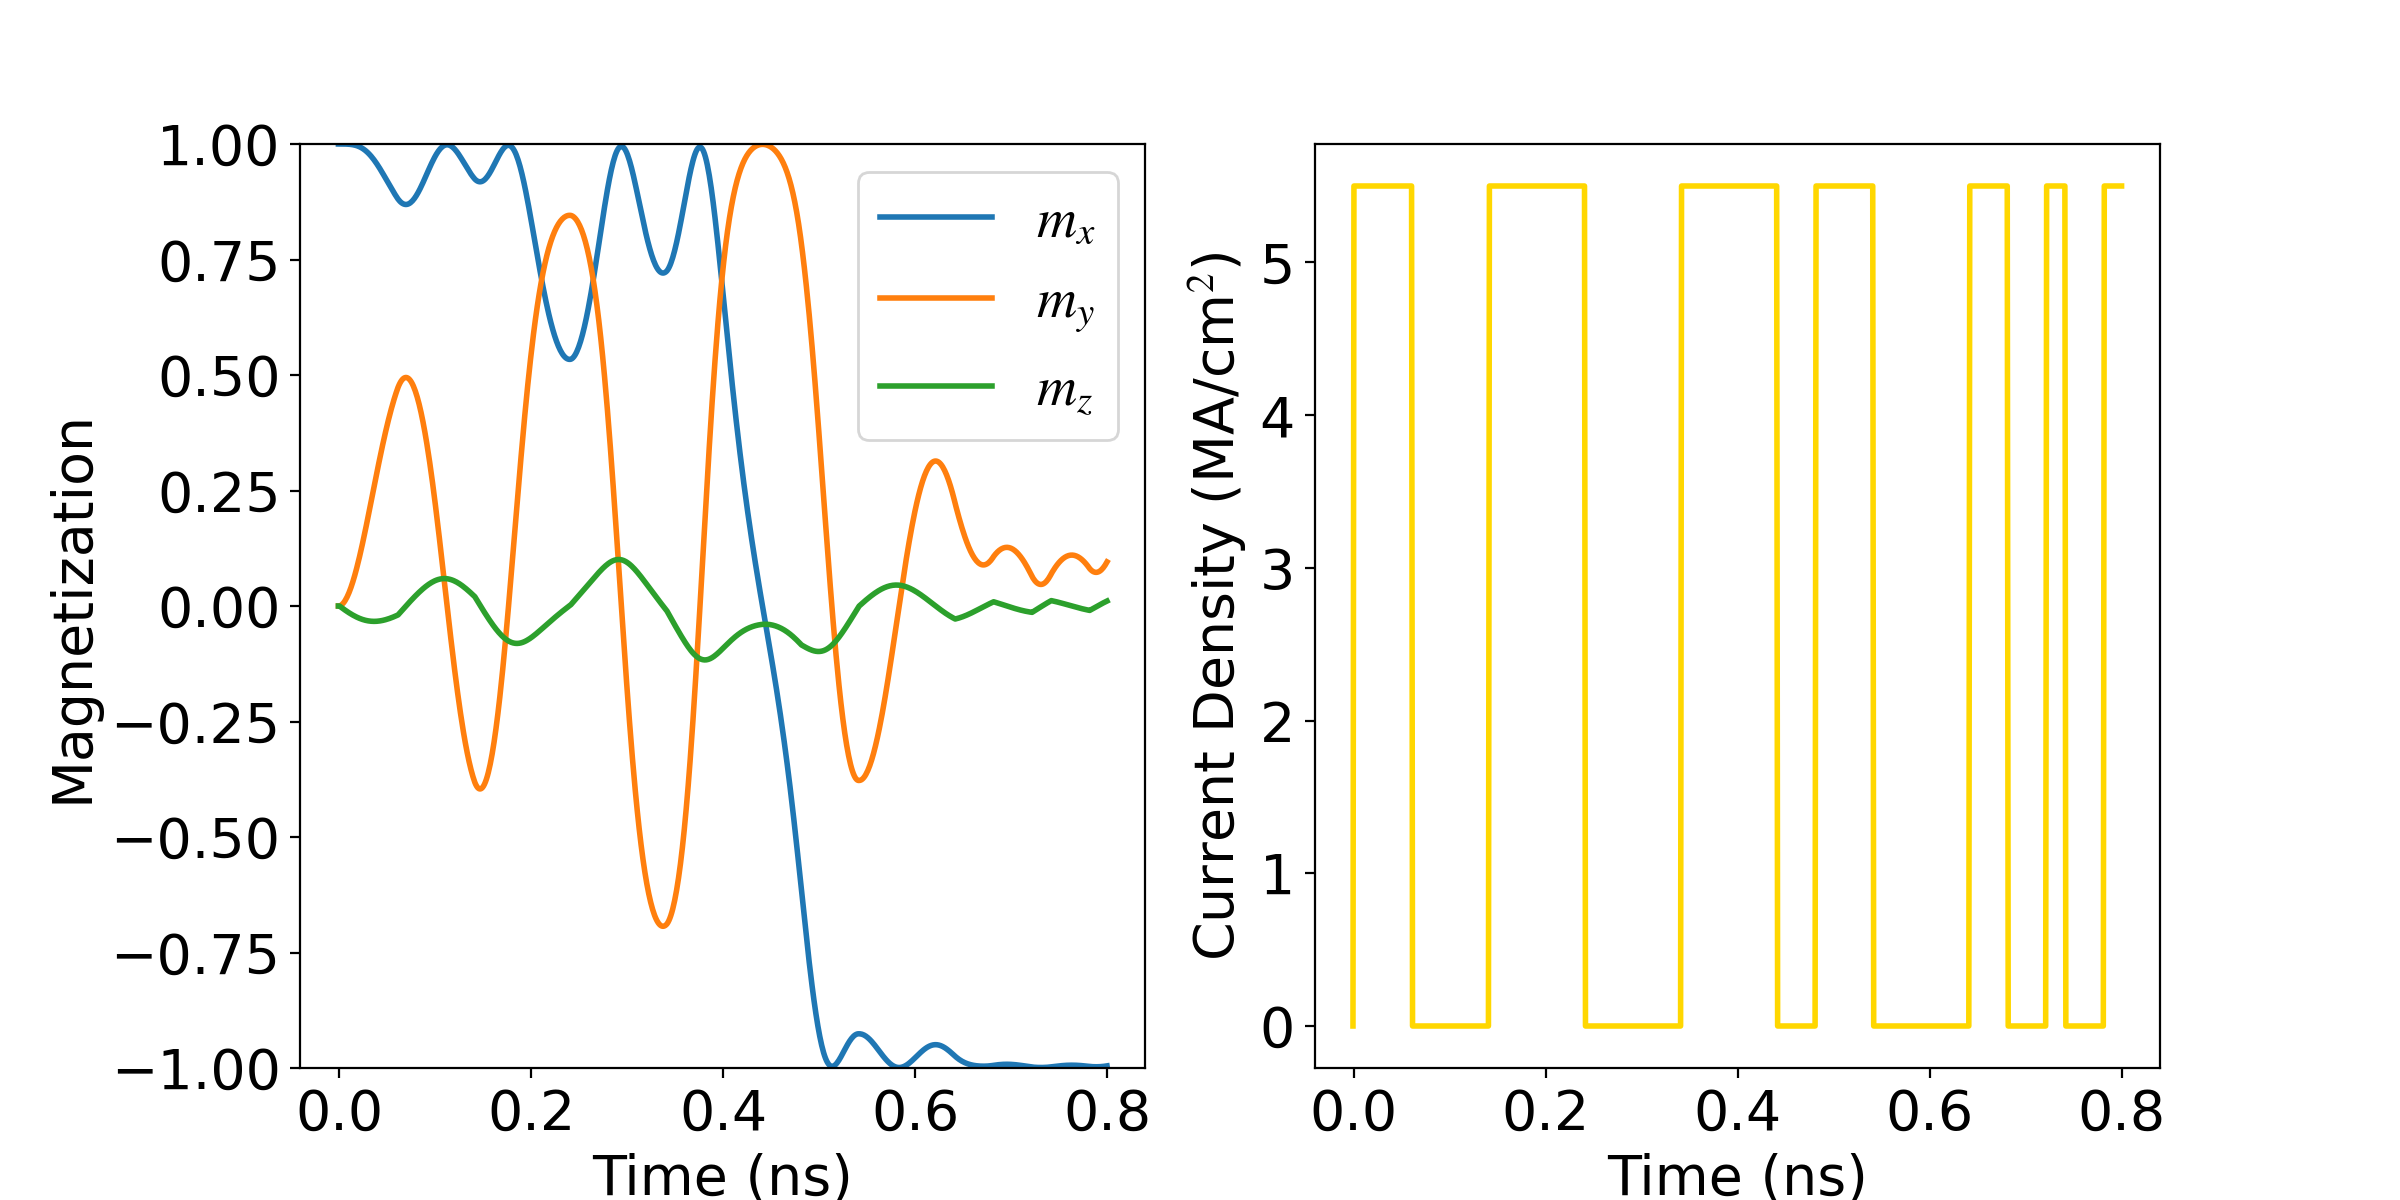 1.00
0.75
0.50
0.25
0.00
−0.25
−0.50
−0.75
−1.00
Magnetization
0.0 0.2 0.4 0.6 0.8
Time (ns)
m_x
m_y
m_z
5
4
3
2
1
0
Current Density (MA/cm²)
0.0 0.2 0.4 0.6 0.8
Time (ns)